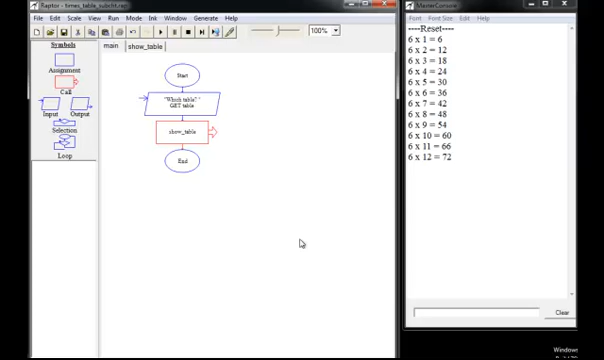 Raptor - times_table_subcht.rap
File Edit Scale View Run Mode Ink Window Generate Help
100%
Symbols
Assignment
Call
Input Output
Selection
Loop
main show_table
Start
"Which table? "
GET table
show_table
End
MasterConsole
Font Font Size Edit Help
----Reset----
6 x 1 = 6
6 x 2 = 12
6 x 3 = 18
6 x 4 = 24
6 x 5 = 30
6 x 6 = 36
6 x 7 = 42
6 x 8 = 48
6 x 9 = 54
6 x 10 = 60
6 x 11 = 66
6 x 12 = 72
Clear
Windows